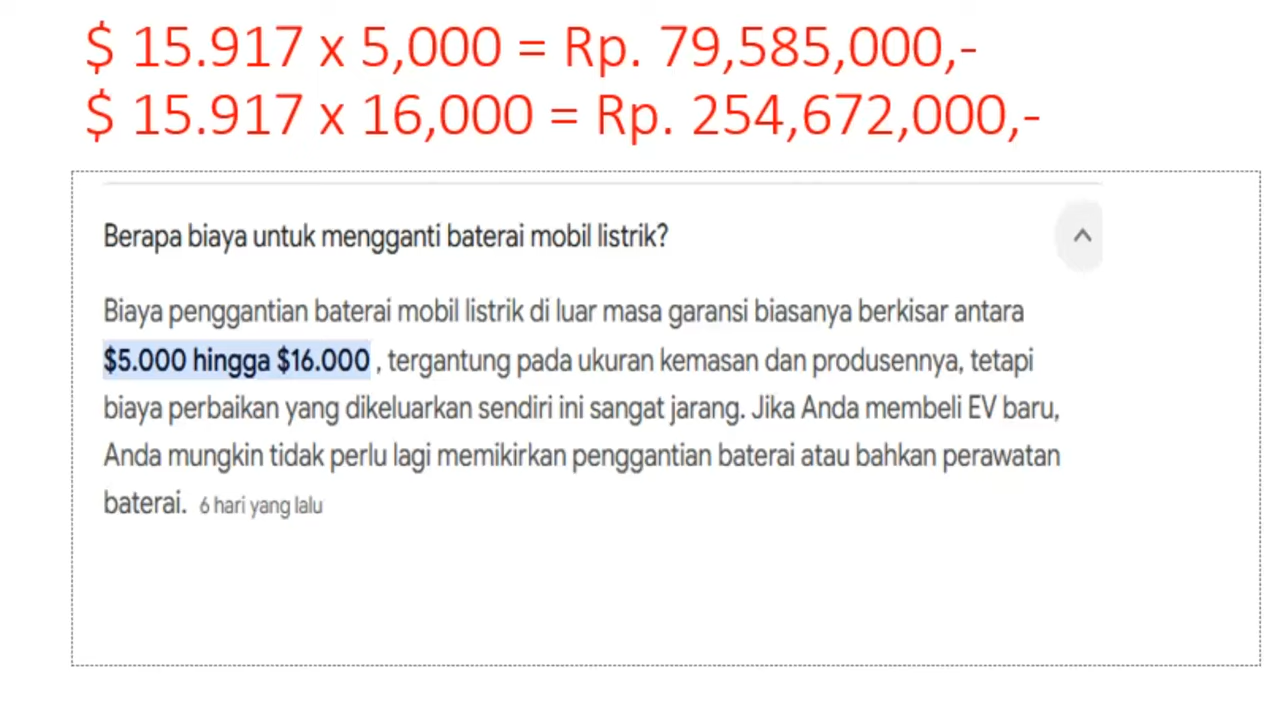 $ 15.917 x 5,000 = Rp. 79,585,000,-
$ 15.917 x 16,000 = Rp. 254,672,000,-
Berapa biaya untuk mengganti baterai mobil listrik?
Biaya penggantian baterai mobil listrik di luar masa garansi biasanya berkisar antara
$5.000 hingga $16.000 , tergantung pada ukuran kemasan dan produsennya, tetapi
biaya perbaikan yang dikeluarkan sendiri ini sangat jarang. Jika Anda membeli EV baru,
Anda mungkin tidak perlu lagi memikirkan penggantian baterai atau bahkan perawatan
baterai. 6 hari yang lalu